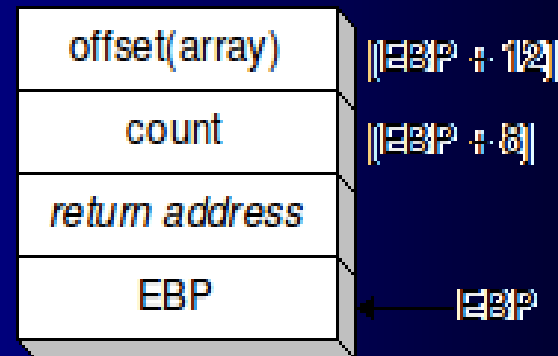 offset(array) [EBP + 12]
count [EBP + 8]
return address
EBP EBP